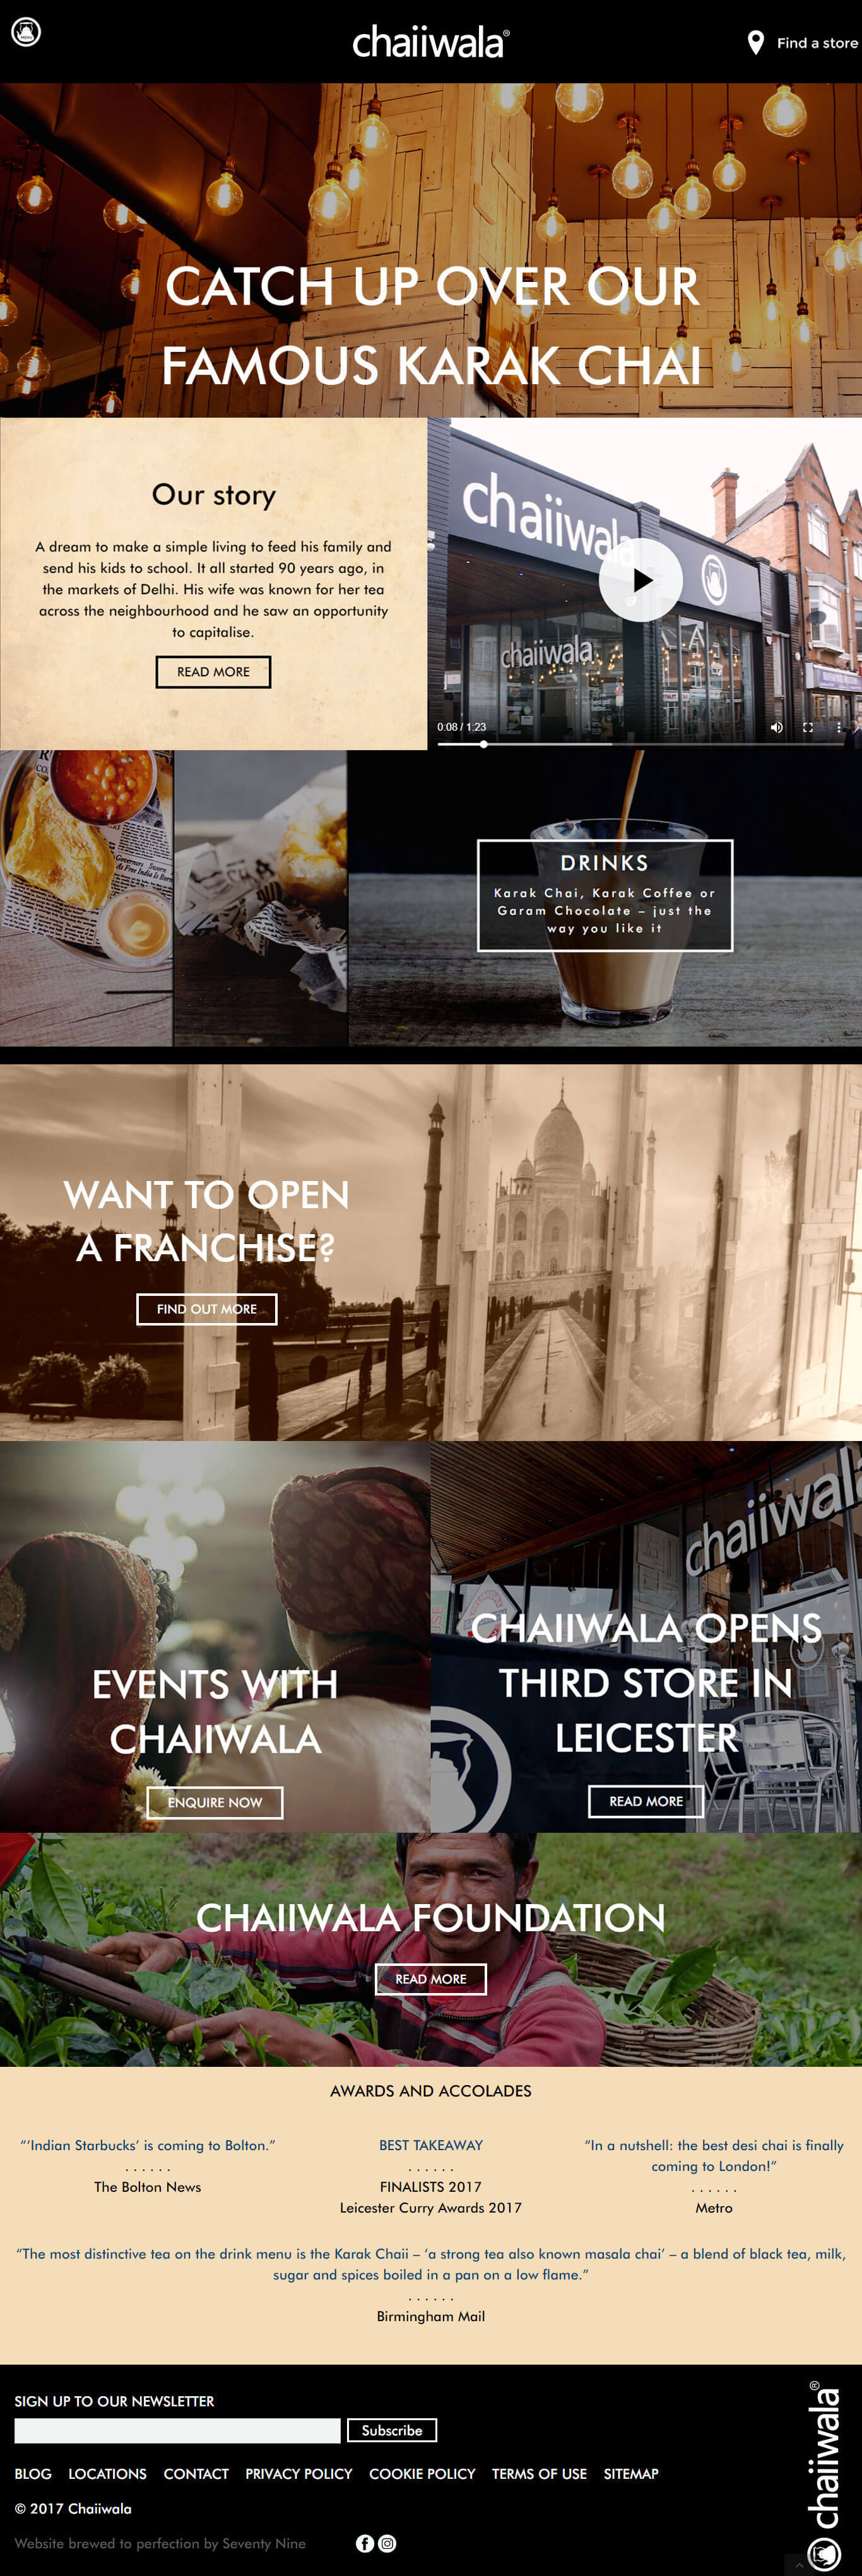 chaiiwala®
Find a store
CATCH UP OVER OUR
FAMOUS KARAK CHAI
Our story
A dream to make a simple living to feed his family and
send his kids to school. It all started 90 years ago, in
the markets of Delhi. His wife was known for her tea
across the neighbourhood and he saw an opportunity
to capitalise.
READ MORE
chaiiwala
chaiiwala
0:08 / 1:23
DRINKS
Karak Chai, Karak Coffee or
Garam Chocolate – just the
way you like it
WANT TO OPEN
A FRANCHISE?
FIND OUT MORE
EVENTS WITH
CHAIIWALA
ENQUIRE NOW
chaiiwala
CHAIIWALA OPENS
THIRD STORE IN
LEICESTER
READ MORE
CHAIIWALA FOUNDATION
READ MORE
AWARDS AND ACCOLADES
“‘Indian Starbucks’ is coming to Bolton.”
. . . . . .
The Bolton News
BEST TAKEAWAY
. . . . . .
FINALISTS 2017
Leicester Curry Awards 2017
“In a nutshell: the best desi chai is finally
coming to London!”
. . . . . .
Metro
“The most distinctive tea on the drink menu is the Karak Chaii – ‘a strong tea also known masala chai’ – a blend of black tea, milk,
sugar and spices boiled in a pan on a low flame.”
. . . . . .
Birmingham Mail
SIGN UP TO OUR NEWSLETTER
Subscribe
BLOG LOCATIONS CONTACT PRIVACY POLICY COOKIE POLICY TERMS OF USE SITEMAP
© 2017 Chaiiwala
Website brewed to perfection by Seventy Nine
chaiiwala®